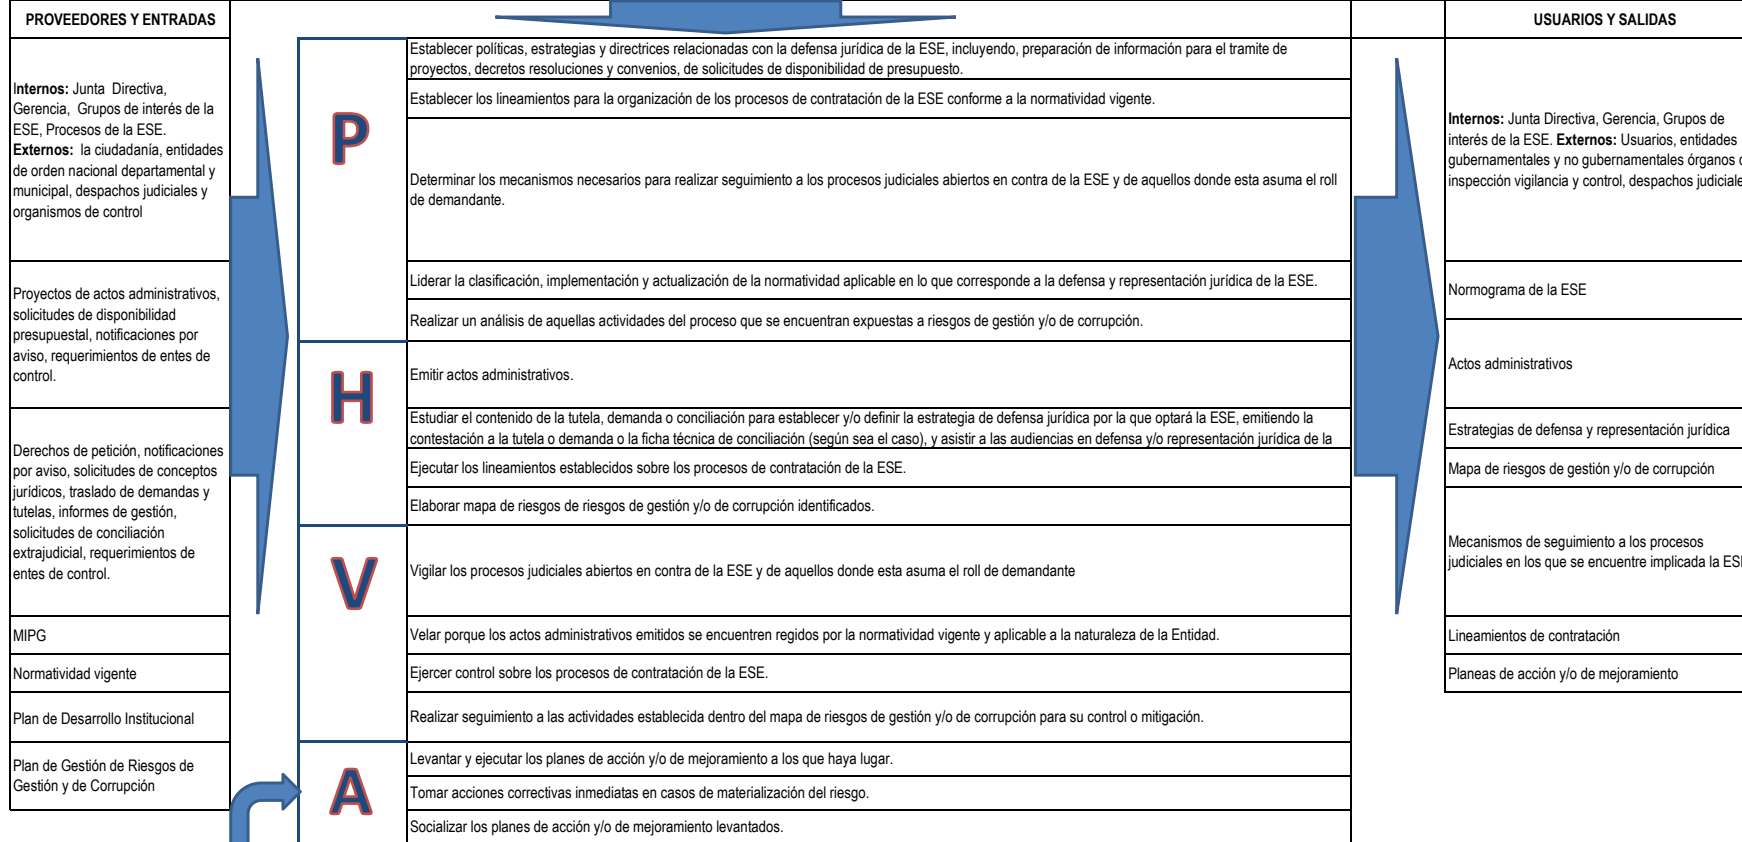 PROVEEDORES Y ENTRADAS
Internos: Junta Directiva,
Gerencia, Grupos de interés de la
ESE, Procesos de la ESE.
Externos: la ciudadanía, entidades
de orden nacional departamental y
municipal, despachos judiciales y
organismos de control
Proyectos de actos administrativos,
solicitudes de disponibilidad
presupuestal, notificaciones por
aviso, requerimientos de entes de
control.
Derechos de petición, notificaciones
por aviso, solicitudes de conceptos
jurídicos, traslado de demandas y
tutelas, informes de gestión,
solicitudes de conciliación
extrajudicial, requerimientos de
entes de control.
MIPG
Normatividad vigente
Plan de Desarrollo Institucional
Plan de Gestión de Riesgos de
Gestión y de Corrupción
P
Establecer políticas, estrategias y directrices relacionadas con la defensa jurídica de la ESE, incluyendo, preparación de información para el tramite de
proyectos, decretos resoluciones y convenios, de solicitudes de disponibilidad de presupuesto.
Establecer los lineamientos para la organización de los procesos de contratación de la ESE conforme a la normatividad vigente.
Determinar los mecanismos necesarios para realizar seguimiento a los procesos judiciales abiertos en contra de la ESE y de aquellos donde esta asuma el roll
de demandante.
Liderar la clasificación, implementación y actualización de la normatividad aplicable en lo que corresponde a la defensa y representación jurídica de la ESE.
Realizar un análisis de aquellas actividades del proceso que se encuentran expuestas a riesgos de gestión y/o de corrupción.
H
Emitir actos administrativos.
Estudiar el contenido de la tutela, demanda o conciliación para establecer y/o definir la estrategia de defensa jurídica por la que optará la ESE, emitiendo la
contestación a la tutela o demanda o la ficha técnica de conciliación (según sea el caso), y asistir a las audiencias en defensa y/o representación jurídica de la
Ejecutar los lineamientos establecidos sobre los procesos de contratación de la ESE.
Elaborar mapa de riesgos de riesgos de gestión y/o de corrupción identificados.
V
Vigilar los procesos judiciales abiertos en contra de la ESE y de aquellos donde esta asuma el roll de demandante
Velar porque los actos administrativos emitidos se encuentren regidos por la normatividad vigente y aplicable a la naturaleza de la Entidad.
Ejercer control sobre los procesos de contratación de la ESE.
Realizar seguimiento a las actividades establecida dentro del mapa de riesgos de gestión y/o de corrupción para su control o mitigación.
A
Levantar y ejecutar los planes de acción y/o de mejoramiento a los que haya lugar.
Tomar acciones correctivas inmediatas en casos de materialización del riesgo.
Socializar los planes de acción y/o de mejoramiento levantados.
USUARIOS Y SALIDAS
Internos: Junta Directiva, Gerencia, Grupos de
interés de la ESE. Externos: Usuarios, entidades
gubernamentales y no gubernamentales órganos
inspección vigilancia y control, despachos
Normograma de la ESE
Actos administrativos
Estrategias de defensa y representación jurídica
Mapa de riesgos de gestión y/o de corrupción
Mecanismos de seguimiento a los procesos
judiciales en los que se encuentre implicada la
Lineamientos de contratación
Planeas de acción y/o de mejoramiento